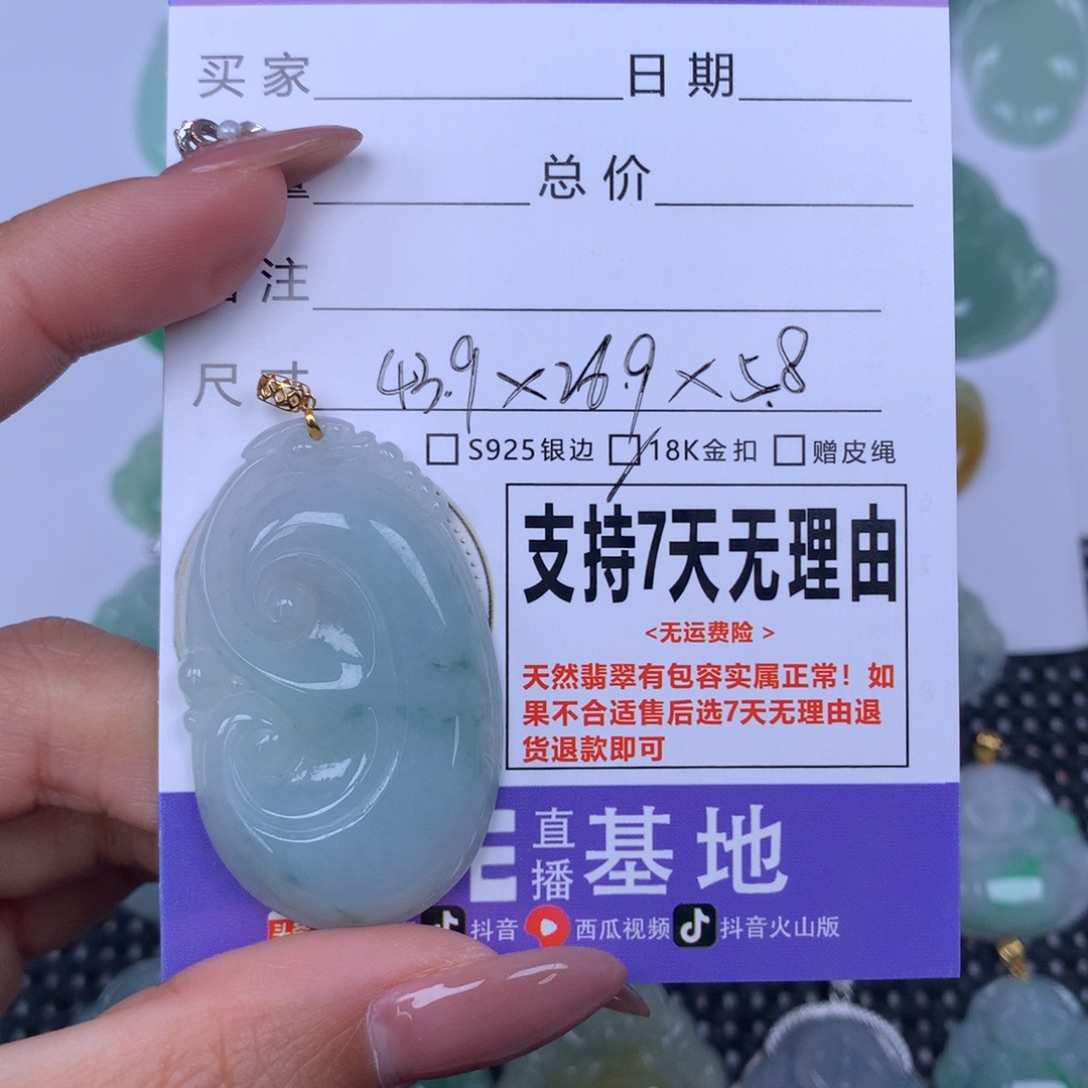 买家 日期
总价
注
尺寸 43.9×26.9×5.8
S925银边 18K金扣 赠皮绳
支持7天无理由
<无运费险 >
天然翡翠有包容实属正常！如
果不合适售后选7天无理由退
货退款即可
E直播基地
抖音 西瓜视频 抖音火山版